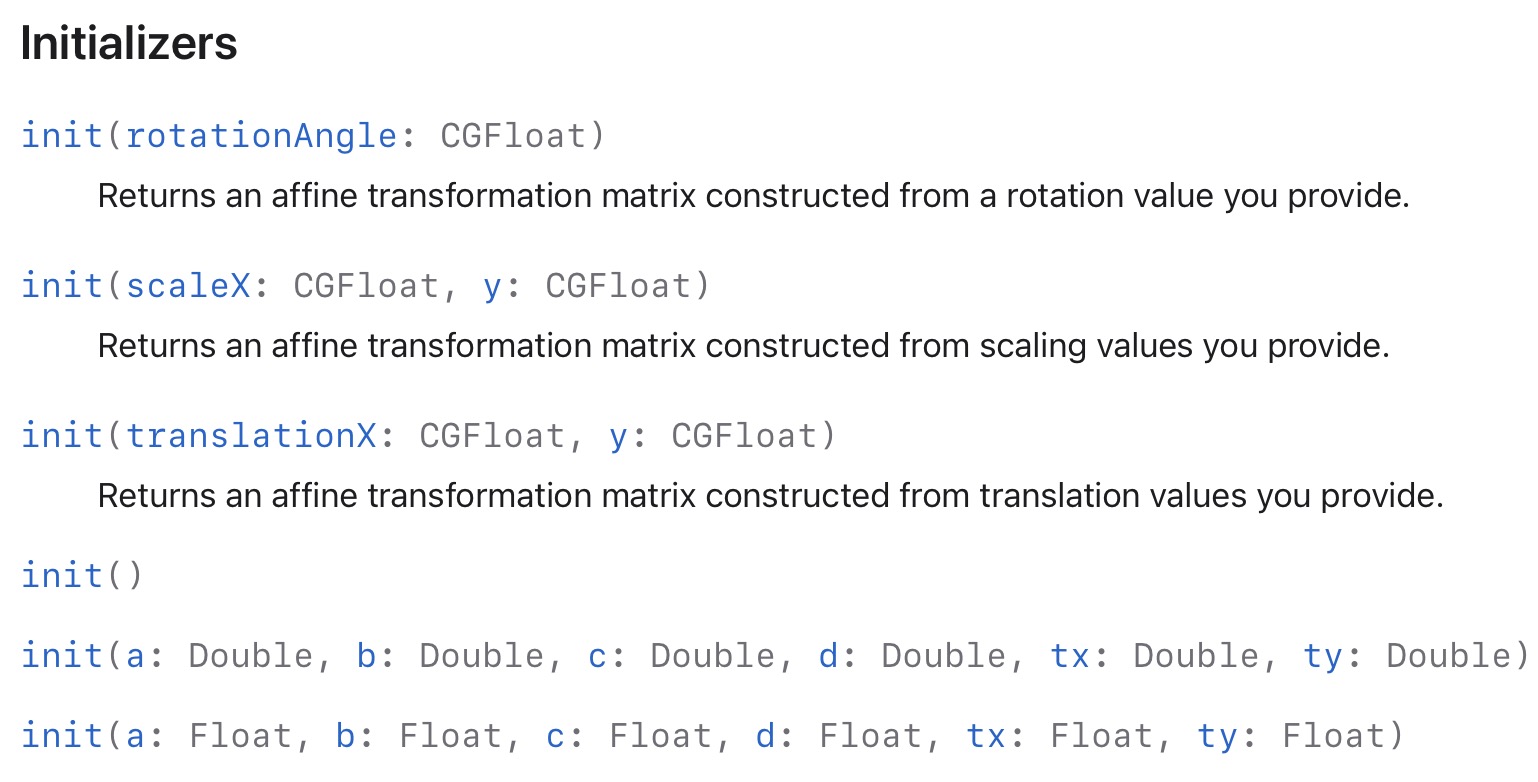 Initializers
init(rotationAngle: CGFloat)
Returns an affine transformation matrix constructed from a rotation value you provide.
init(scaleX: CGFloat, y: CGFloat)
Returns an affine transformation matrix constructed from scaling values you provide.
init(translationX: CGFloat, y: CGFloat)
Returns an affine transformation matrix constructed from translation values you provide.
init()
init(a: Double, b: Double, c: Double, d: Double, tx: Double, ty: Double)
init(a: Float, b: Float, c: Float, d: Float, tx: Float, ty: Float)